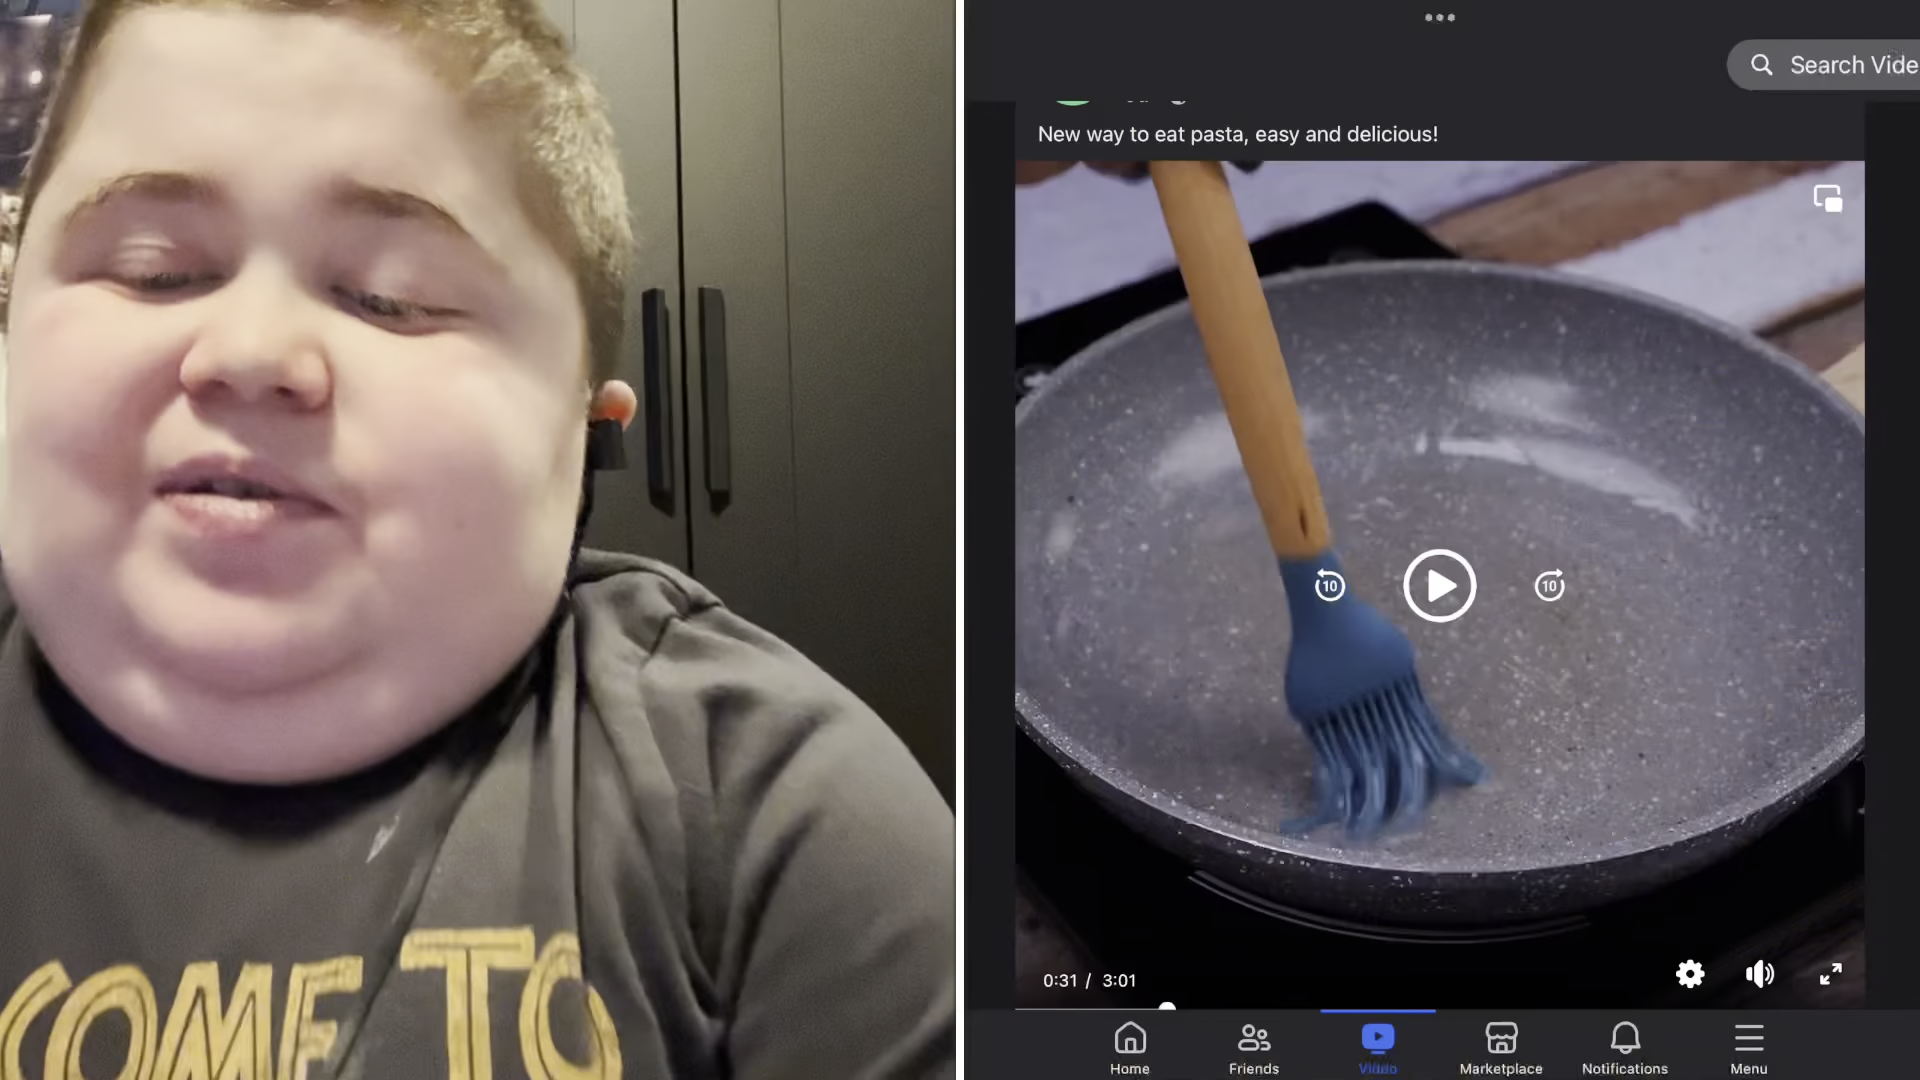 COME TO
Search Vide
New way to eat pasta, easy and delicious!
10
10
0:31 / 3:01
Home
Friends
Video
Marketplace
Notifications
Menu